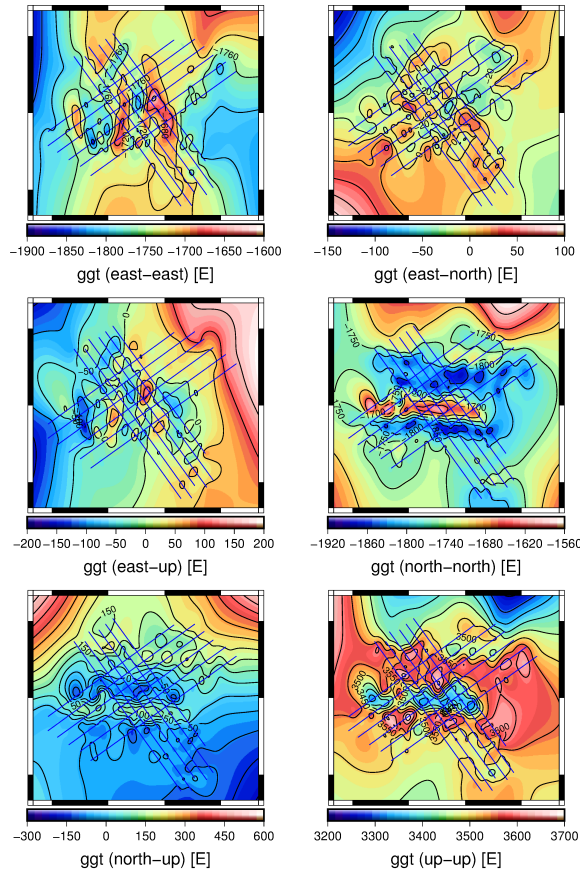 −1760
−1760
−1900 −1850 −1800 −1750 −1700 −1650 −1600
ggt (east−east) [E]
−150 −100 −50 0 50 100
ggt (east−north) [E]
−50
−200 −150 −100 −50 0 50 100 150 200
ggt (east−up) [E]
−1750
−1800
1750
−1920 −1860 −1800 −1740 −1680 −1620 −1560
ggt (north−north) [E]
150
−300 −150 0 150 300 450 600
ggt (north−up) [E]
3500
3500
3200 3300 3400 3500 3600 3700
ggt (up−up) [E]